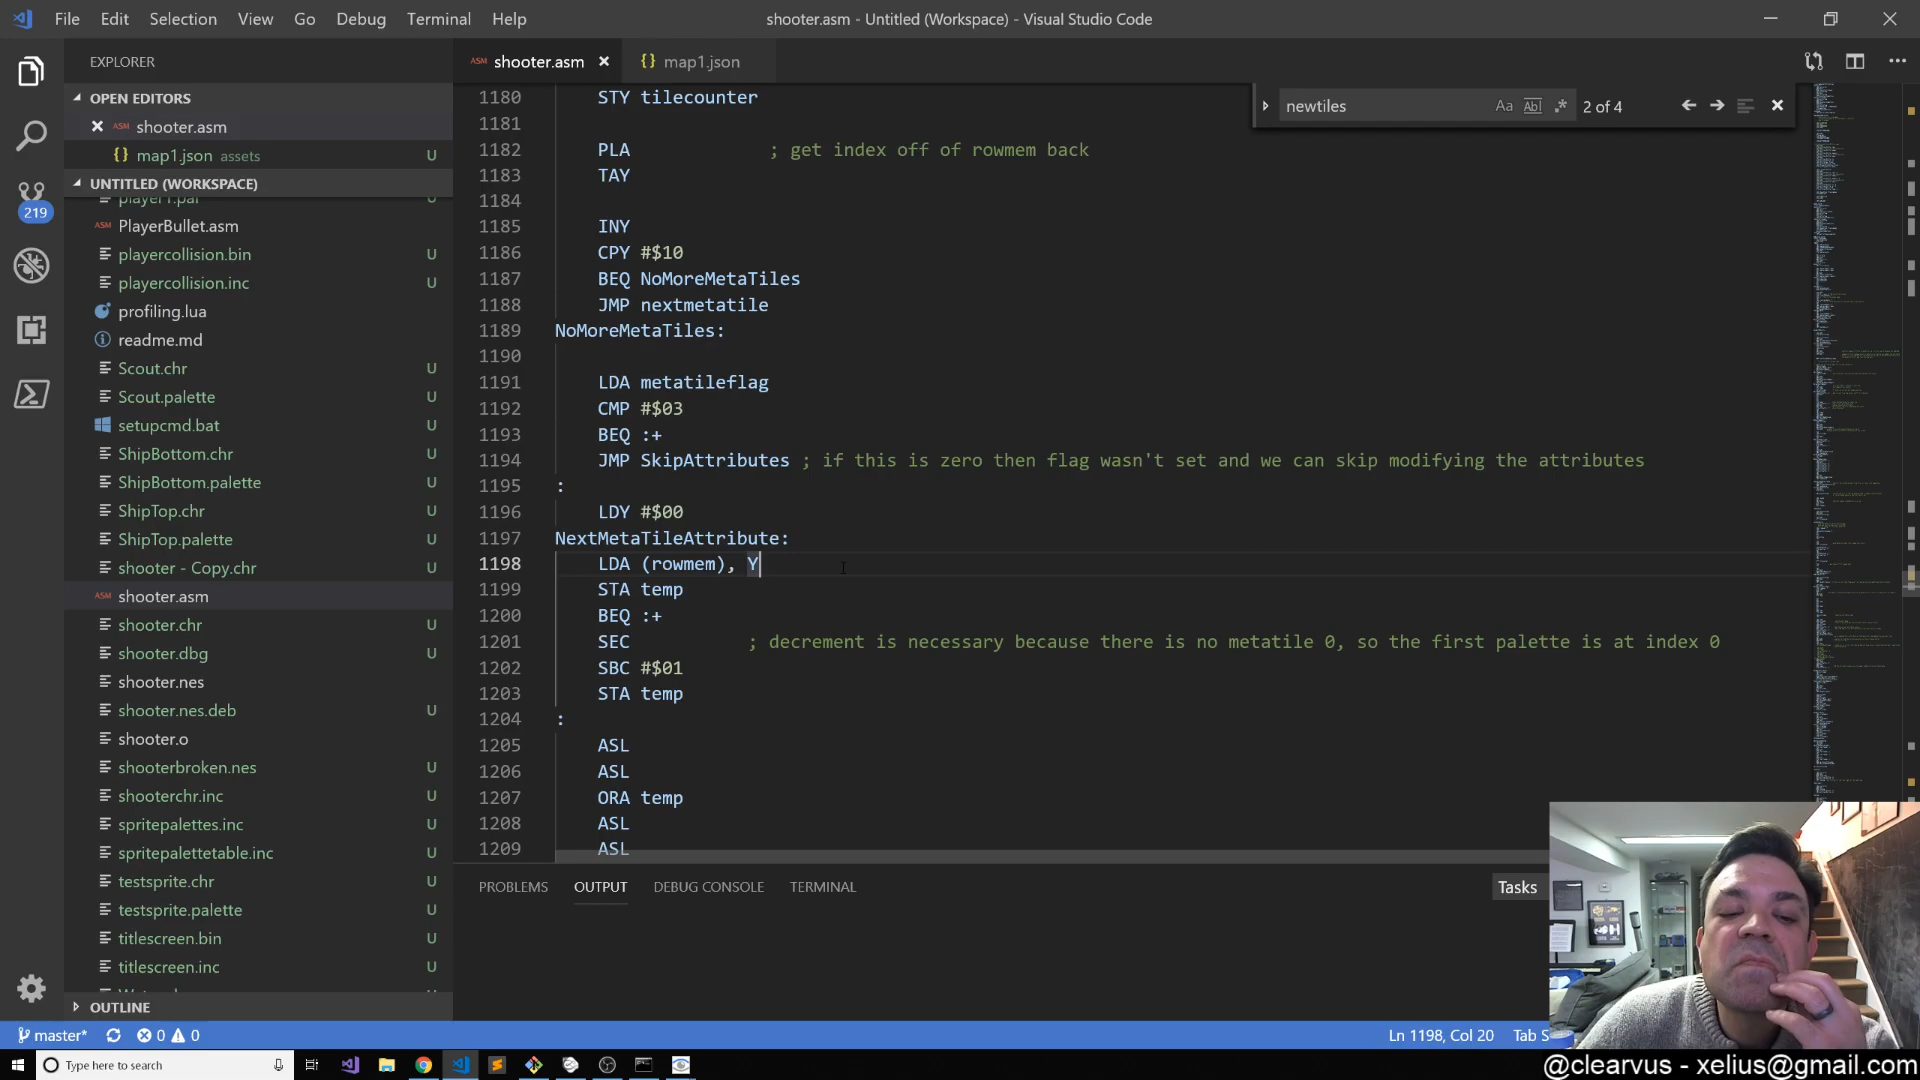 File Edit Selection View Go Debug Terminal Help
shooter.asm - Untitled (Workspace) - Visual Studio Code
EXPLORER
OPEN EDITORS
ASM shooter.asm
{} map1.json assets U
UNTITLED (WORKSPACE)
player1.pal U
ASM PlayerBullet.asm
playercollision.bin U
playercollision.inc U
profiling.lua
readme.md
Scout.chr U
Scout.palette U
setupcmd.bat U
ShipBottom.chr U
ShipBottom.palette U
ShipTop.chr U
ShipTop.palette U
shooter - Copy.chr U
ASM shooter.asm
shooter.chr U
shooter.dbg U
shooter.nes
shooter.nes.deb U
shooter.o
shooterbroken.nes U
shooterchr.inc U
spritepalettes.inc U
spritepalettetable.inc U
testsprite.chr U
testsprite.palette U
titlescreen.bin U
titlescreen.inc U
OUTLINE
219
ASM shooter.asm
{} map1.json
newtiles Aa Abl .* 2 of 4
1180 STY tilecounter
1181
1182 PLA ; get index off of rowmem back
1183 TAY
1184
1185 INY
1186 CPY #$10
1187 BEQ NoMoreMetaTiles
1188 JMP nextmetatile
1189 NoMoreMetaTiles:
1190
1191 LDA metatileflag
1192 CMP #$03
1193 BEQ :+
1194 JMP SkipAttributes ; if this is zero then flag wasn't set and we can skip modifying the attributes
1195 :
1196 LDY #$00
1197 NextMetaTileAttribute:
1198 LDA (rowmem), Y
1199 STA temp
1200 BEQ :+
1201 SEC ; decrement is necessary because there is no metatile 0, so the first palette is at index 0
1202 SBC #$01
1203 STA temp
1204 :
1205 ASL
1206 ASL
1207 ORA temp
1208 ASL
1209 ASL
PROBLEMS OUTPUT DEBUG CONSOLE TERMINAL
Tasks
master* 0 0
Ln 1198, Col 20 Tab S
Type here to search
@clearvus - xelius@gmail.com